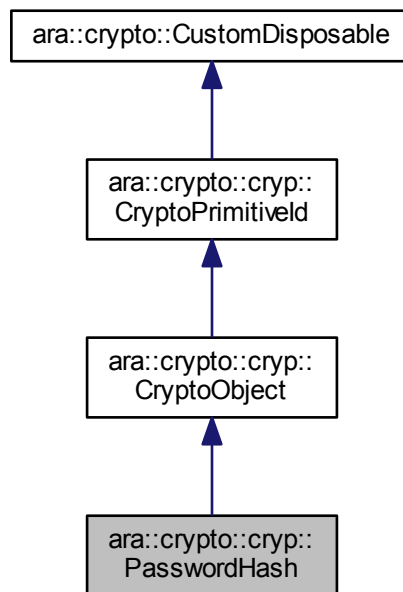 ara::crypto::CustomDisposable
ara::crypto::cryp::
CryptoPrimitiveId
ara::crypto::cryp::
CryptoObject
ara::crypto::cryp::
PasswordHash